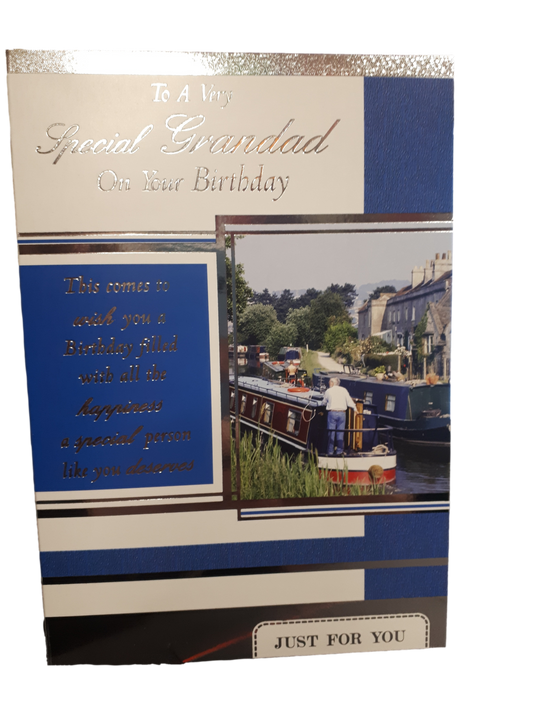 To A Very
Special Grandad
On Your Birthday
This comes to
wish you a
Birthday filled
with all the
happiness
a special person
like you deserves
JUST FOR YOU